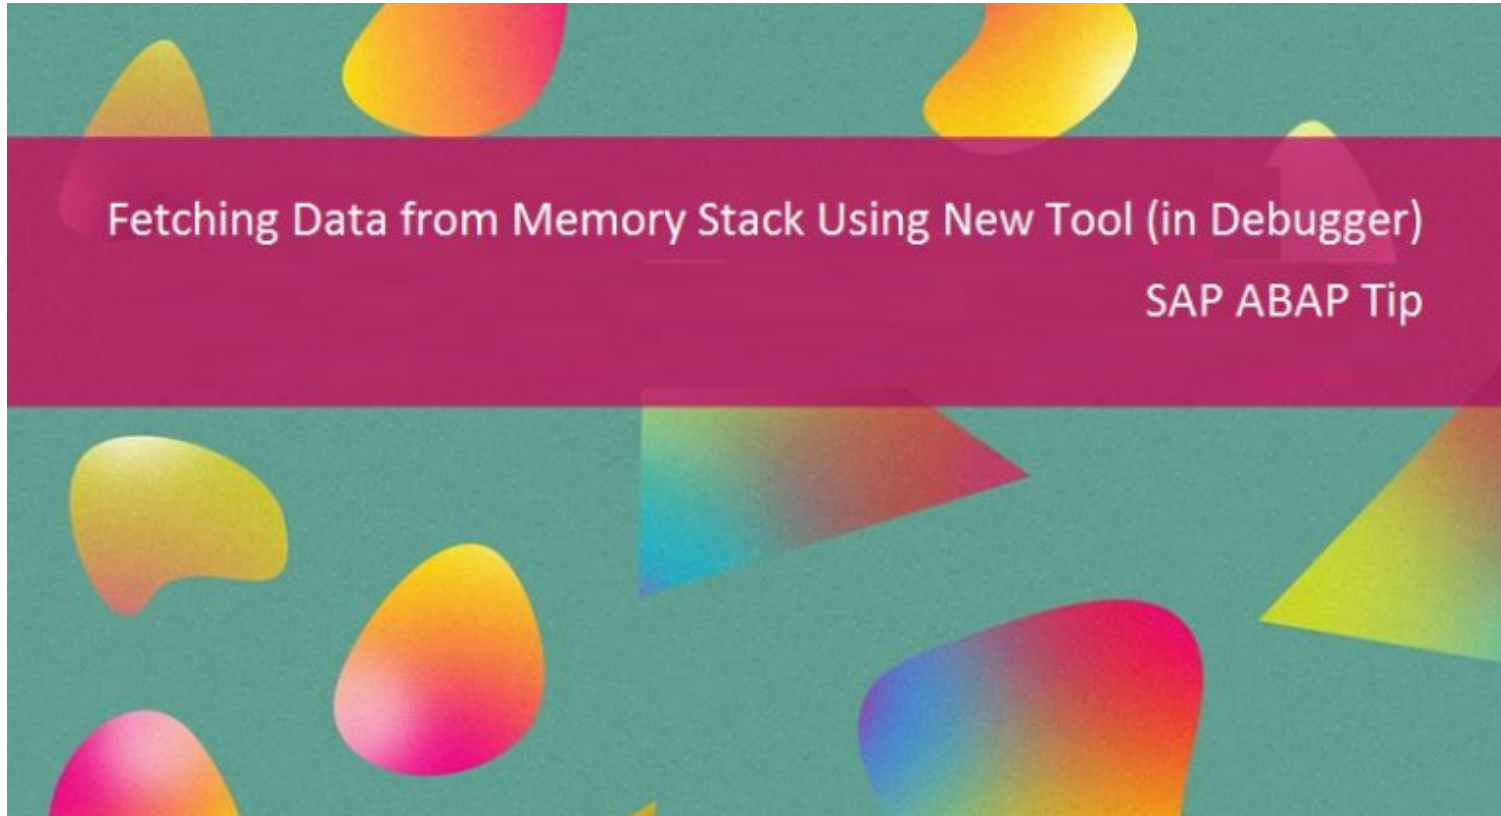 Fetching Data from Memory Stack Using New Tool (in Debugger)
SAP ABAP Tip